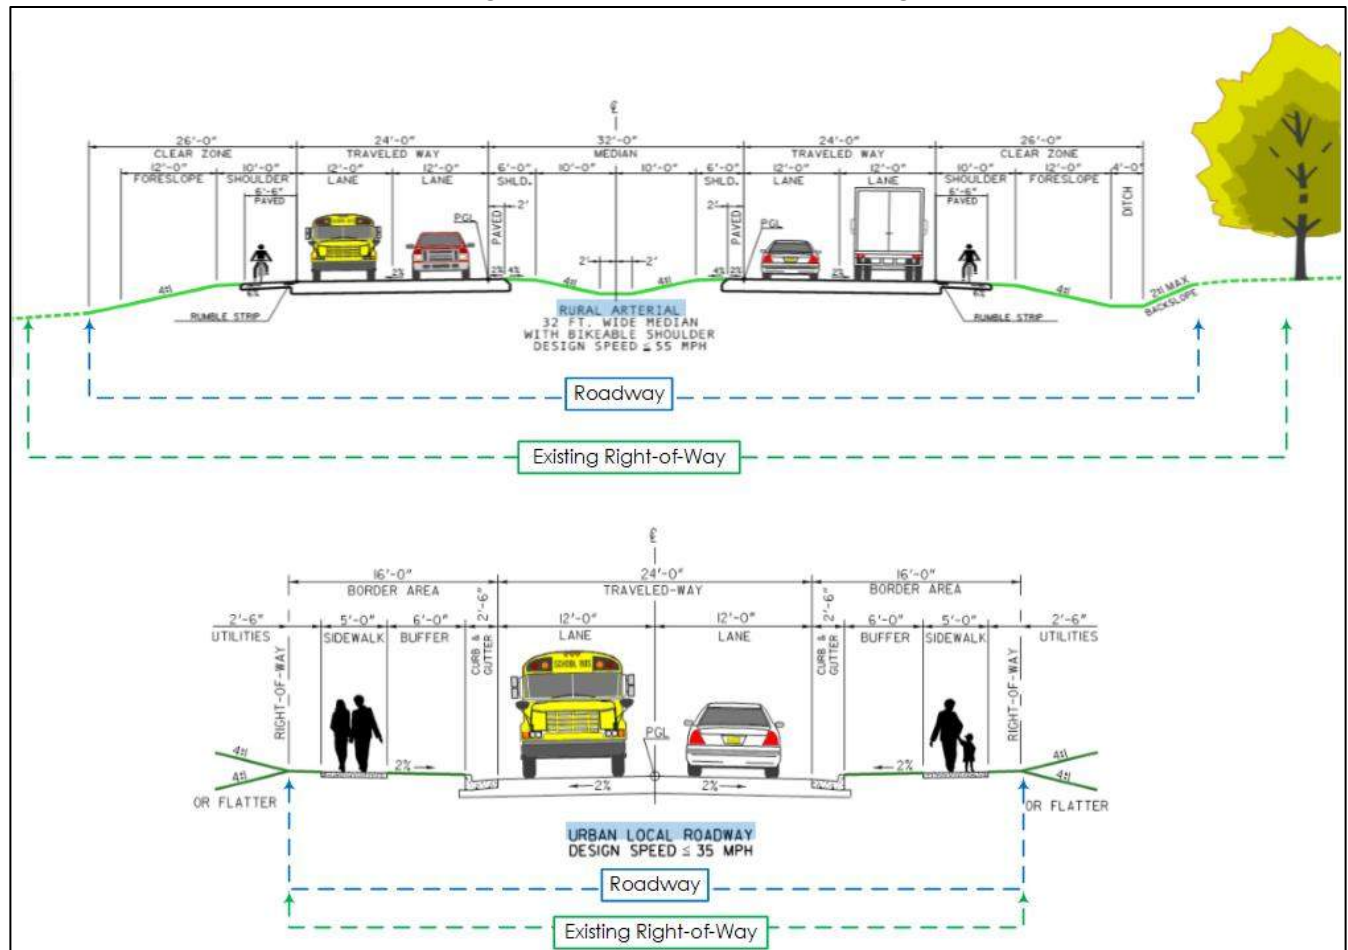 ℄
26'-0" 24'-0" 32'-0" 24'-0" 26'-0"
CLEAR ZONE TRAVELED WAY MEDIAN TRAVELED WAY CLEAR ZONE
12'-0" 10'-0" 12'-0" 12'-0" 6'-0" 10'-0" 10'-0" 6'-0" 12'-0" 12'-0" 10'-0" 12'-0" 4'-0"
FORESLOPE SHOULDER LANE LANE SHLD. SHLD. LANE LANE SHOULDER FORESLOPE DITCH
6'-6" 6'-6"
PAVED PAVED
2' 2'
PGL PAVED PAVED PGL
2' 2'
4:1 6% 2% 2% 4% 4:1 4:1 4% 2% 2% 6% 4:1 2:1 MAX
BACKSLOPE
RUMBLE STRIP RUMBLE STRIP
RURAL ARTERIAL
32 FT. WIDE MEDIAN
WITH BIKEABLE SHOULDER
DESIGN SPEED ≤ 55 MPH
Roadway
Existing Right-of-Way
℄
16'-0" 24'-0" 16'-0"
BORDER AREA TRAVELED-WAY BORDER AREA
2'-6" 5'-0" 6'-0" 2'-6" 12'-0" 12'-0" 2'-6" 6'-0" 5'-0" 2'-6"
UTILITIES SIDEWALK BUFFER LANE LANE BUFFER SIDEWALK UTILITIES
RIGHT-OF-WAY CURB & GUTTER CURB & GUTTER RIGHT-OF-WAY
SCHOOL BUS
PGL
4:1 2% 2% 4:1
4:1 2% 2% 4:1
OR FLATTER OR FLATTER
URBAN LOCAL ROADWAY
DESIGN SPEED ≤ 35 MPH
Roadway
Existing Right-of-Way